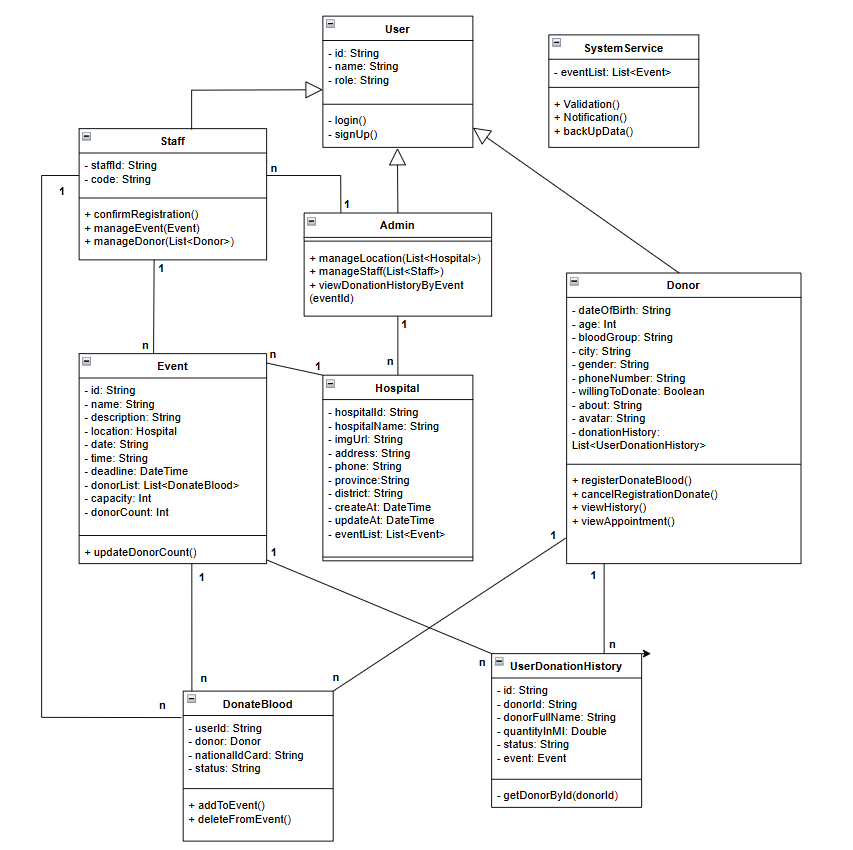 User
- id: String
- name: String
- role: String
- login()
- signUp()
SystemService
- eventList: List<Event>
+ Validation()
+ Notification()
+ backUpData()
Staff
- staffId: String
- code: String
+ confirmRegistration()
+ manageEvent(Event)
+ manageDonor(List<Donor>)
1
n
1
Admin
+ manageLocation(List<Hospital>)
+ manageStaff(List<Staff>)
+ viewDonationHistoryByEvent
(eventId)
1
n
1
n
Donor
- dateOfBirth: String
- age: Int
- bloodGroup: String
- city: String
- gender: String
- phoneNumber: String
- willingToDonate: Boolean
- about: String
- avatar: String
- donationHistory:
List<UserDonationHistory>
+ registerDonateBlood()
+ cancelRegistrationDonate()
+ viewHistory()
+ viewAppointment()
Event
- id: String
- name: String
- description: String
- location: Hospital
- date: String
- time: String
- deadline: DateTime
- donorList: List<DonateBlood>
- capacity: Int
- donorCount: Int
+ updateDonorCount()
n
1
Hospital
- hospitalId: String
- hospitalName: String
- imgUrl: String
- address: String
- phone: String
- province:String
- district: String
- createAt: DateTime
- updateAt: DateTime
- eventList: List<Event>
1
1
1
1
n
n
n
n
n
DonateBlood
- userId: String
- donor: Donor
- nationalIdCard: String
- status: String
+ addToEvent()
+ deleteFromEvent()
UserDonationHistory
- id: String
- donorId: String
- donorFullName: String
- quantityInMl: Double
- status: String
- event: Event
- getDonorById(donorId)